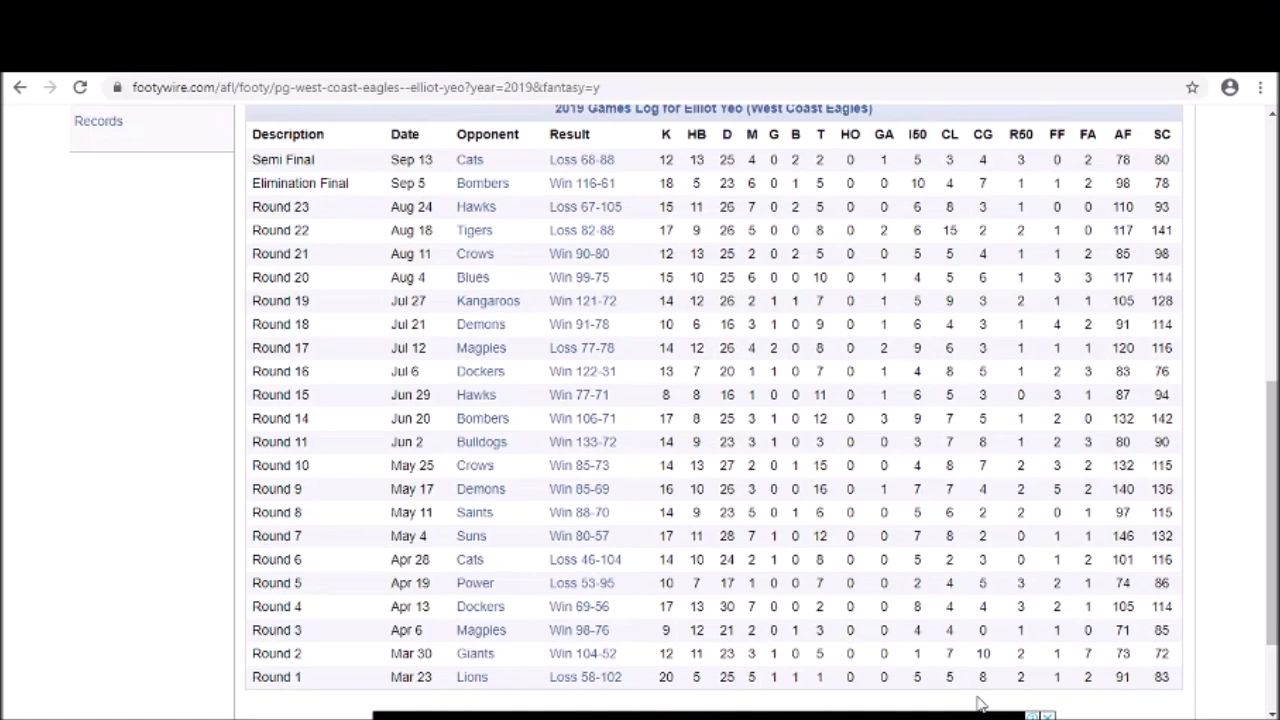 footywire.com/afl/footy/pg-west-coast-eagles--elliot-yeo?year=2019&fantasy=y
Records
2019 Games Log for Elliot Yeo (West Coast Eagles)
Description Date Opponent Result K HB D M G B T HO GA I50 CL CG R50 FF FA AF SC
Semi Final Sep 13 Cats Loss 68-88 12 13 25 4 0 2 2 0 1 5 3 4 3 0 2 78 80
Elimination Final Sep 5 Bombers Win 116-61 18 5 23 6 0 1 5 0 0 10 4 7 1 1 2 98 78
Round 23 Aug 24 Hawks Loss 67-105 15 11 26 7 0 2 5 0 0 6 8 3 1 0 0 110 93
Round 22 Aug 18 Tigers Loss 82-88 17 9 26 5 0 0 8 0 2 6 15 2 2 1 0 117 141
Round 21 Aug 11 Crows Win 90-80 12 13 25 2 0 2 5 0 0 5 5 4 1 1 2 85 98
Round 20 Aug 4 Blues Win 99-75 15 10 25 6 0 0 10 0 1 4 5 6 1 3 3 117 114
Round 19 Jul 27 Kangaroos Win 121-72 14 12 26 2 1 1 7 0 1 5 9 3 2 1 1 105 128
Round 18 Jul 21 Demons Win 91-78 10 6 16 3 1 0 9 0 1 6 4 3 1 4 2 91 114
Round 17 Jul 12 Magpies Loss 77-78 14 12 26 4 2 0 8 0 2 9 6 3 1 1 1 120 116
Round 16 Jul 6 Dockers Win 122-31 13 7 20 1 1 0 7 0 1 4 8 5 1 2 3 83 76
Round 15 Jun 29 Hawks Win 77-71 8 8 16 1 0 0 11 0 1 6 5 3 0 3 1 87 94
Round 14 Jun 20 Bombers Win 106-71 17 8 25 3 1 0 12 0 3 9 7 5 1 2 0 132 142
Round 11 Jun 2 Bulldogs Win 133-72 14 9 23 3 1 0 3 0 0 3 7 8 1 2 3 80 90
Round 10 May 25 Crows Win 85-73 14 13 27 2 0 1 15 0 0 4 8 7 2 3 2 132 115
Round 9 May 17 Demons Win 85-69 16 10 26 3 0 0 16 0 1 7 7 4 2 5 2 140 136
Round 8 May 11 Saints Win 88-70 14 9 23 5 0 1 6 0 0 5 6 2 2 0 1 97 115
Round 7 May 4 Suns Win 80-57 17 11 28 7 1 0 12 0 0 7 8 2 0 1 1 146 132
Round 6 Apr 28 Cats Loss 46-104 14 10 24 2 1 0 8 0 0 5 2 3 0 1 2 101 116
Round 5 Apr 19 Power Loss 53-95 10 7 17 1 0 0 7 0 0 2 4 5 3 2 1 74 86
Round 4 Apr 13 Dockers Win 69-56 17 13 30 7 0 0 2 0 0 8 4 4 3 2 1 105 114
Round 3 Apr 6 Magpies Win 98-76 9 12 21 2 0 1 3 0 0 4 4 0 1 1 0 71 85
Round 2 Mar 30 Giants Win 104-52 12 11 23 3 1 0 5 0 0 1 7 10 2 1 7 73 72
Round 1 Mar 23 Lions Loss 58-102 20 5 25 5 1 1 1 0 0 5 5 8 2 1 2 91 83